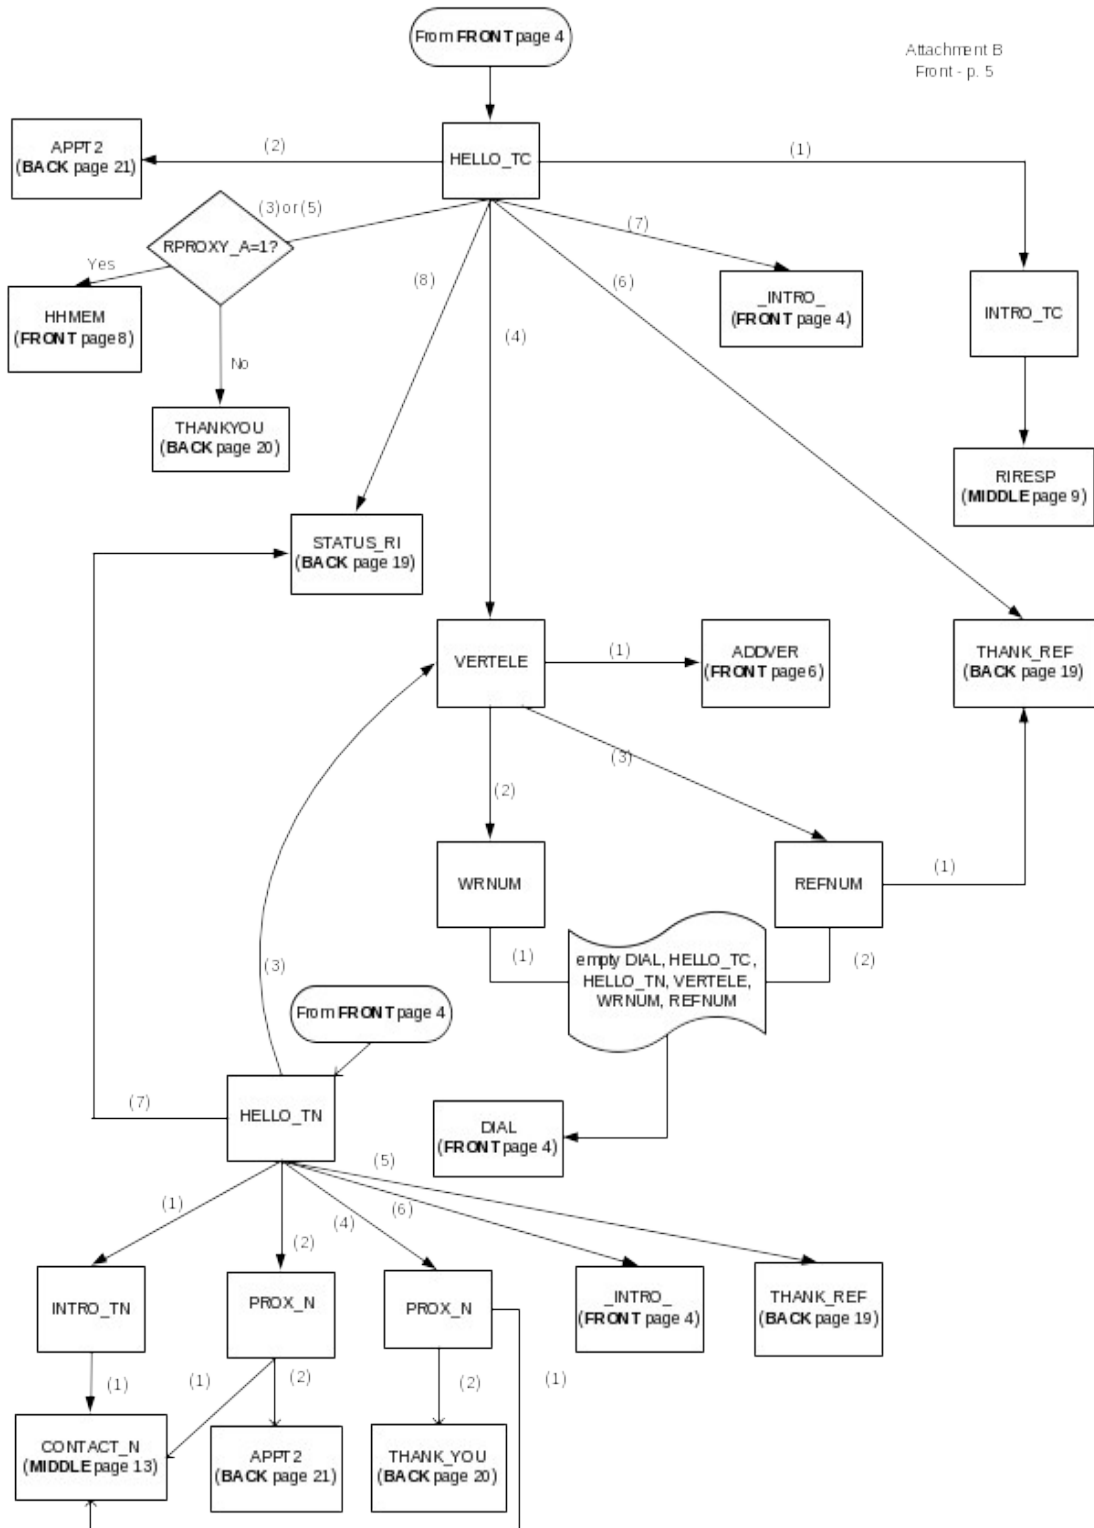 From FRONT page 4
Attachment B
Front - p. 5
HELLO_TC
APPT2
(BACK page 21)
(2)
(1)
(3) or (5)
RPROXY_A=1?
Yes
HHMEM
(FRONT page 8)
No
THANKYOU
(BACK page 20)
(8)
(4)
(7)
_INTRO_
(FRONT page 4)
(6)
INTRO_TC
RIRESP
(MIDDLE page 9)
STATUS_RI
(BACK page 19)
VERTELE
(1)
ADDVER
(FRONT page 6)
THANK_REF
(BACK page 19)
(2)
(3)
WRNUM
REFNUM
(1)
(1)
empty DIAL, HELLO_TC,
HELLO_TN, VERTELE,
WRNUM, REFNUM
(2)
(3)
From FRONT page 4
HELLO_TN
(7)
DIAL
(FRONT page 4)
(1)
(2)
(4)
(6)
(5)
INTRO_TN
PROX_N
PROX_N
_INTRO_
(FRONT page 4)
THANK_REF
(BACK page 19)
(1)
(1)
(2)
(2)
(1)
CONTACT_N
(MIDDLE page 13)
APPT2
(BACK page 21)
THANK_YOU
(BACK page 20)